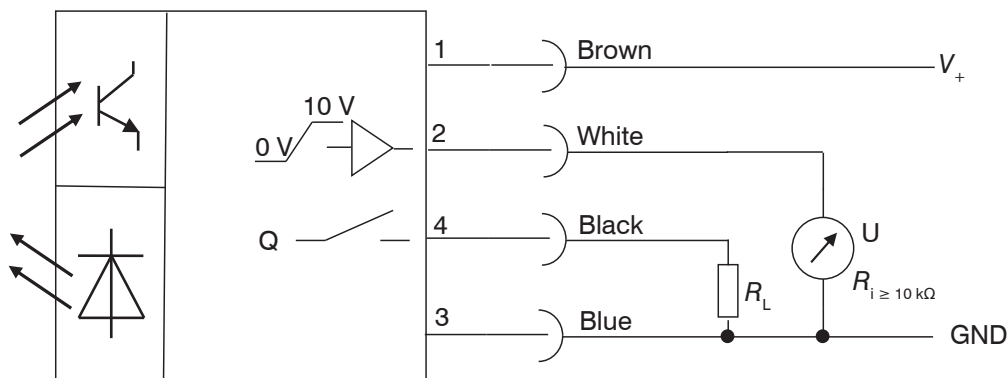 1 Brown V+
10 V
0 V
2 White
U
Ri ≥ 10 kΩ
Q
4 Black
RL
3 Blue GND